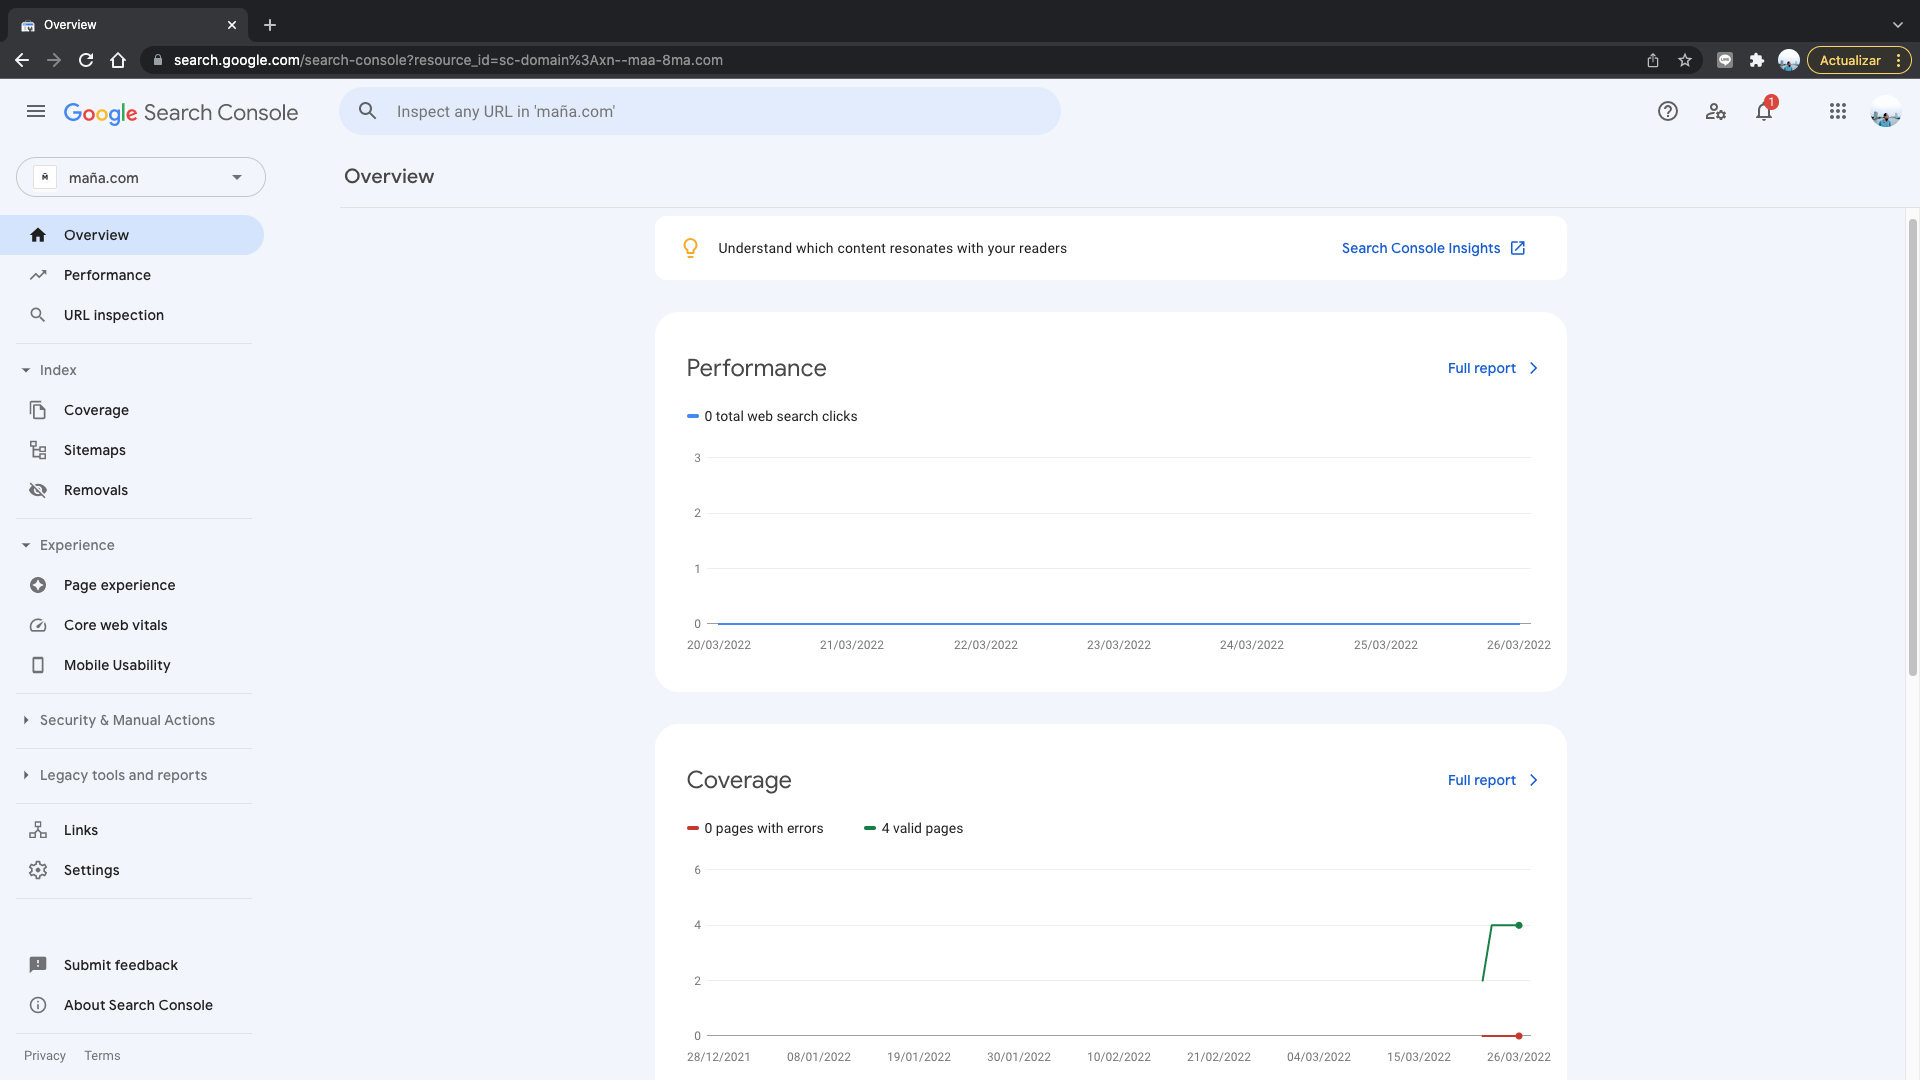 Overview
search.google.com/search-console?resource_id=sc-domain%3Axn--maa-8ma.com
Actualizar
Google Search Console
Inspect any URL in 'maña.com'
1
maña.com
Overview
Overview
Performance
URL inspection
Index
Coverage
Sitemaps
Removals
Experience
Page experience
Core web vitals
Mobile Usability
Security & Manual Actions
Legacy tools and reports
Links
Settings
Submit feedback
About Search Console
Privacy Terms
Understand which content resonates with your readers
Search Console Insights
Performance
Full report
0 total web search clicks
3
2
1
0
20/03/2022 21/03/2022 22/03/2022 23/03/2022 24/03/2022 25/03/2022 26/03/2022
Coverage
Full report
0 pages with errors 4 valid pages
6
4
2
0
28/12/2021 08/01/2022 19/01/2022 30/01/2022 10/02/2022 21/02/2022 04/03/2022 15/03/2022 26/03/2022